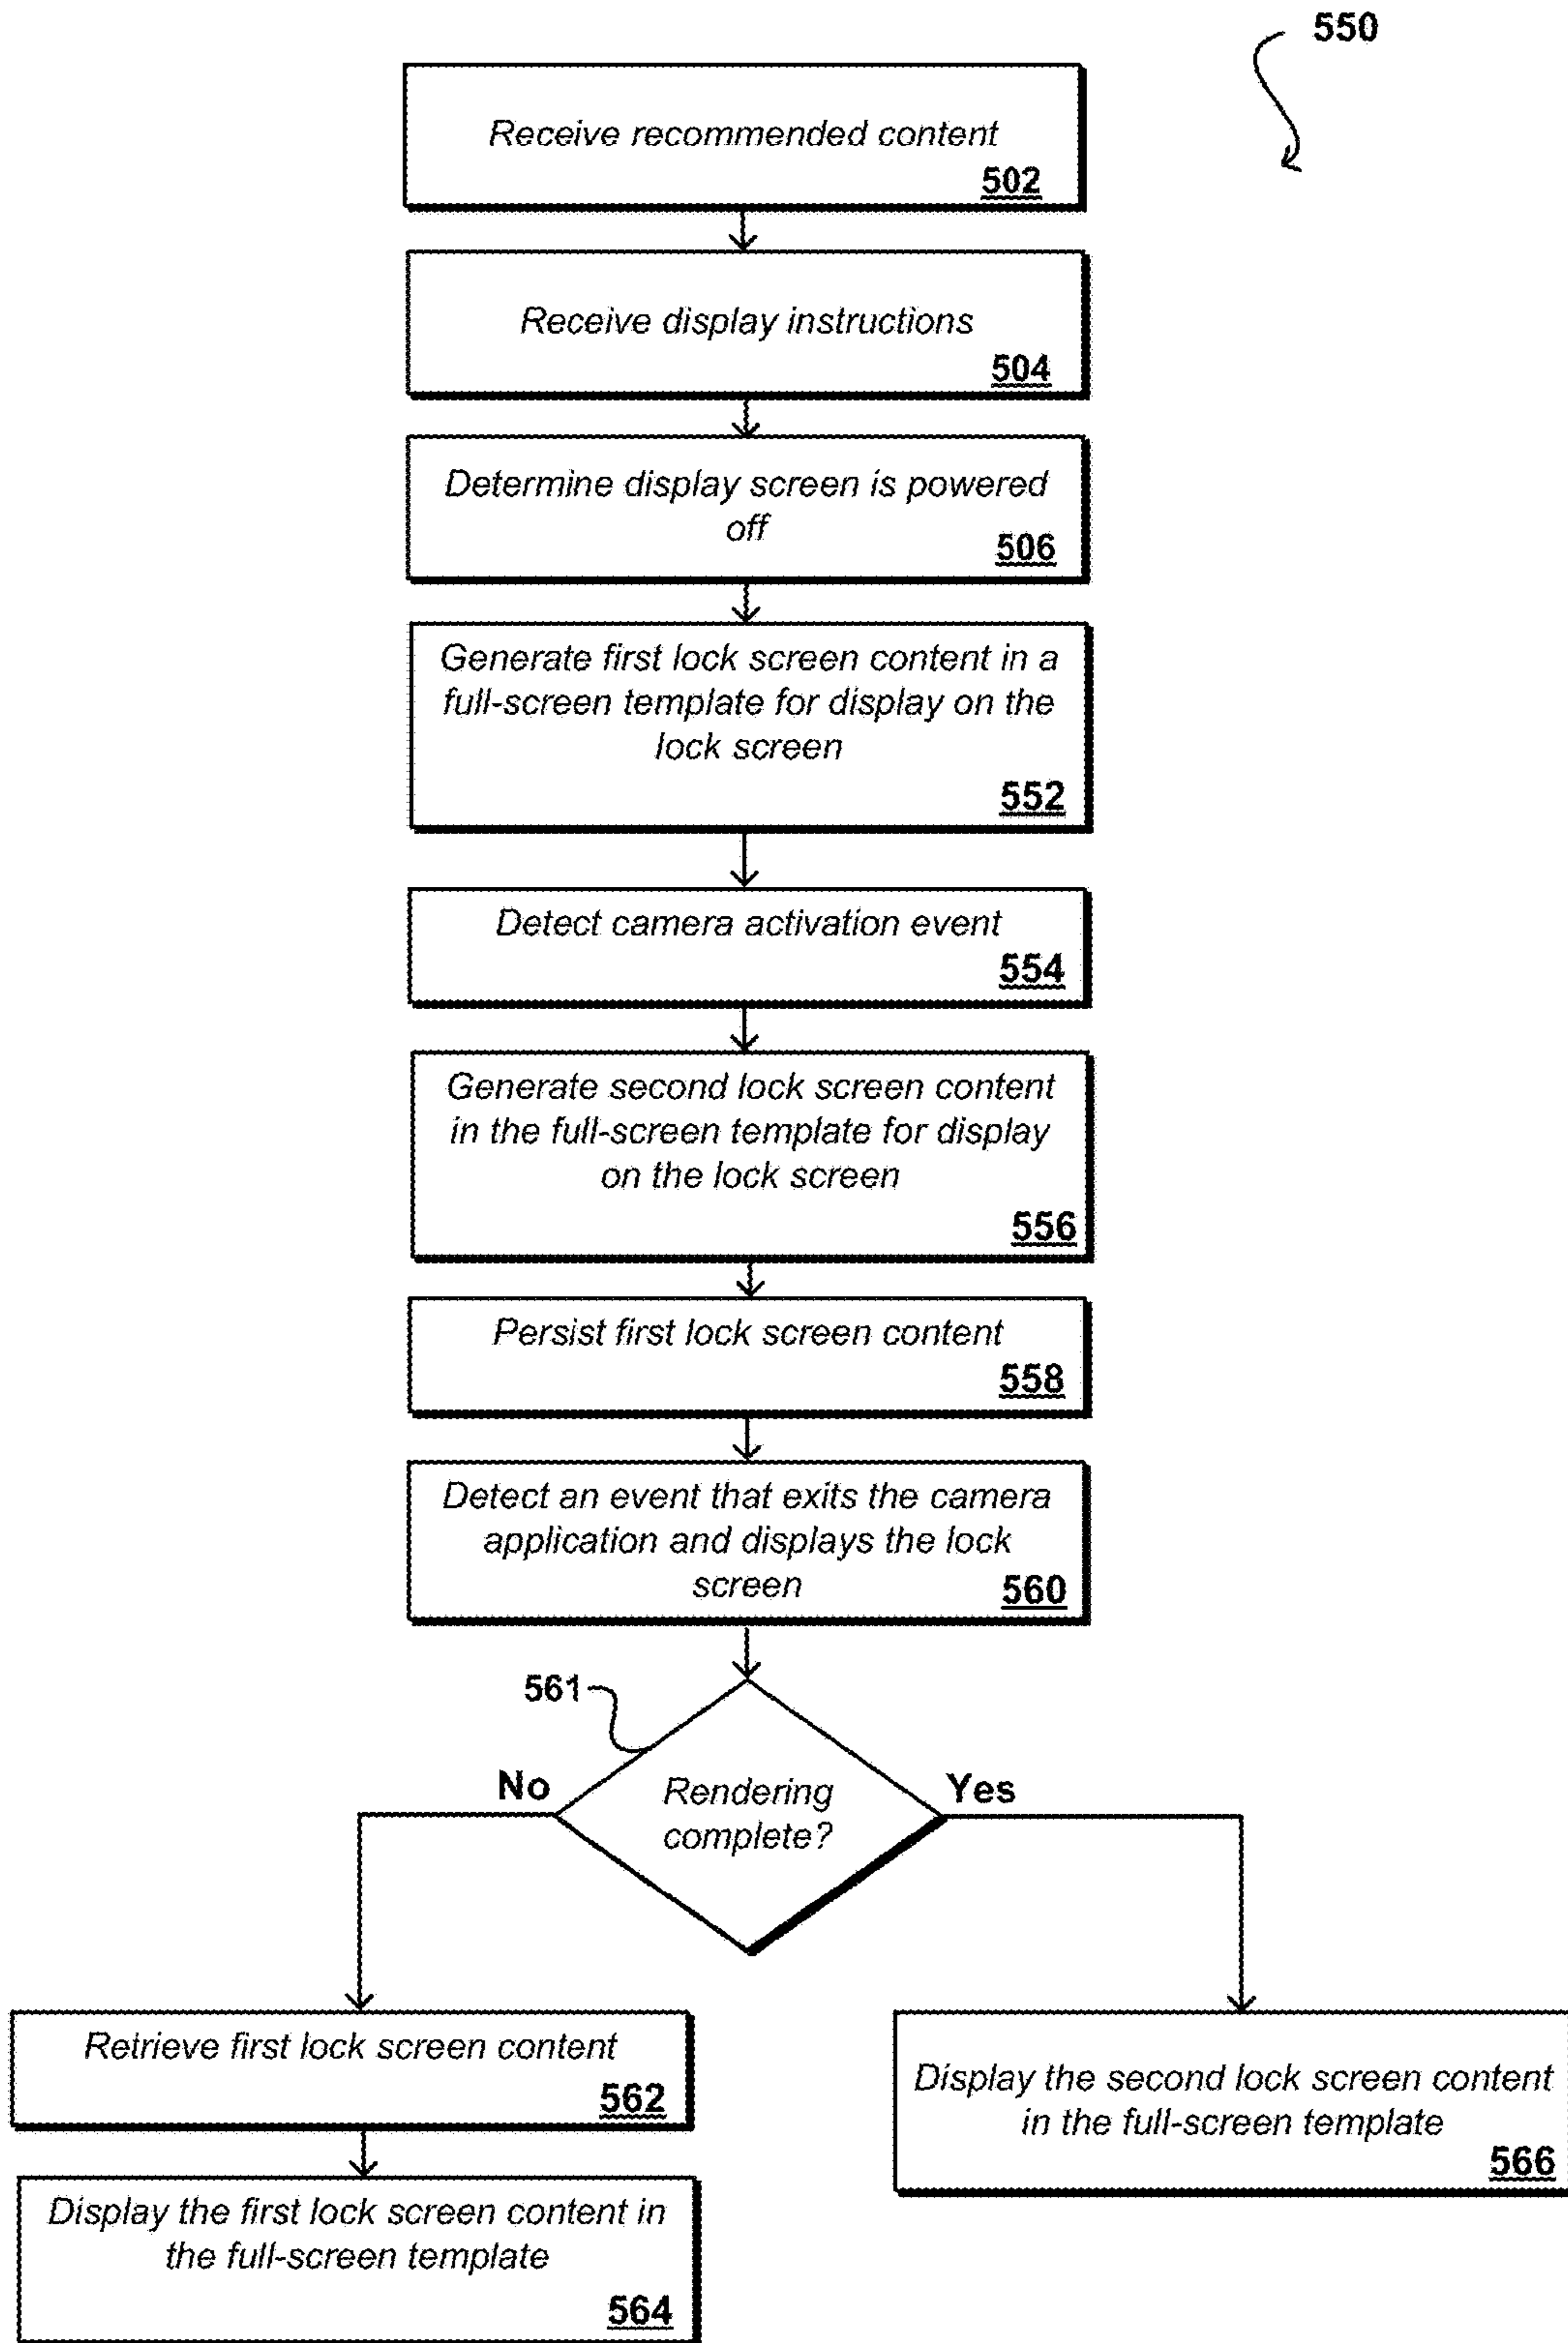 550
Receive recommended content
502
Receive display instructions
504
Determine display screen is powered
off
506
Generate first lock screen content in a
full-screen template for display on the
lock screen
552
Detect camera activation event
554
Generate second lock screen content
in the full-screen template for display
on the lock screen
556
Persist first lock screen content
558
Detect an event that exits the camera
application and displays the lock
screen
560
561
No
Rendering
complete?
Yes
Retrieve first lock screen content
562
Display the first lock screen content in
the full-screen template
564
Display the second lock screen content
in the full-screen template
566